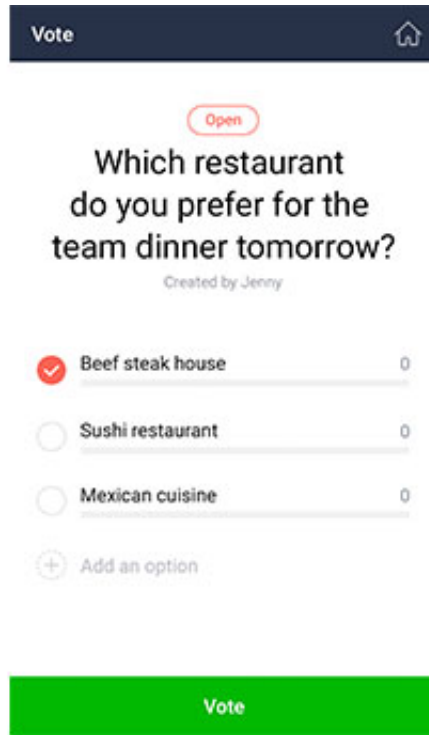 Vote
Open
Which restaurant
do you prefer for the
team dinner tomorrow?
Created by Jenny
Beef steak house 0
Sushi restaurant 0
Mexican cuisine 0
Add an option
Vote